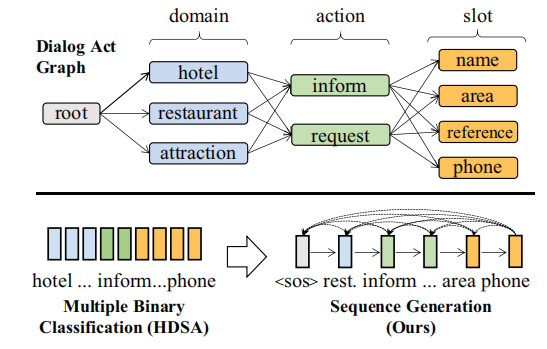 domain action slot
Dialog Act
Graph
name
hotel
inform
area
root
restaurant
request
reference
attraction
phone
hotel ... inform...phone
<sos> rest. inform ... area phone
Multiple Binary
Classification (HDSA)
Sequence Generation
(Ours)